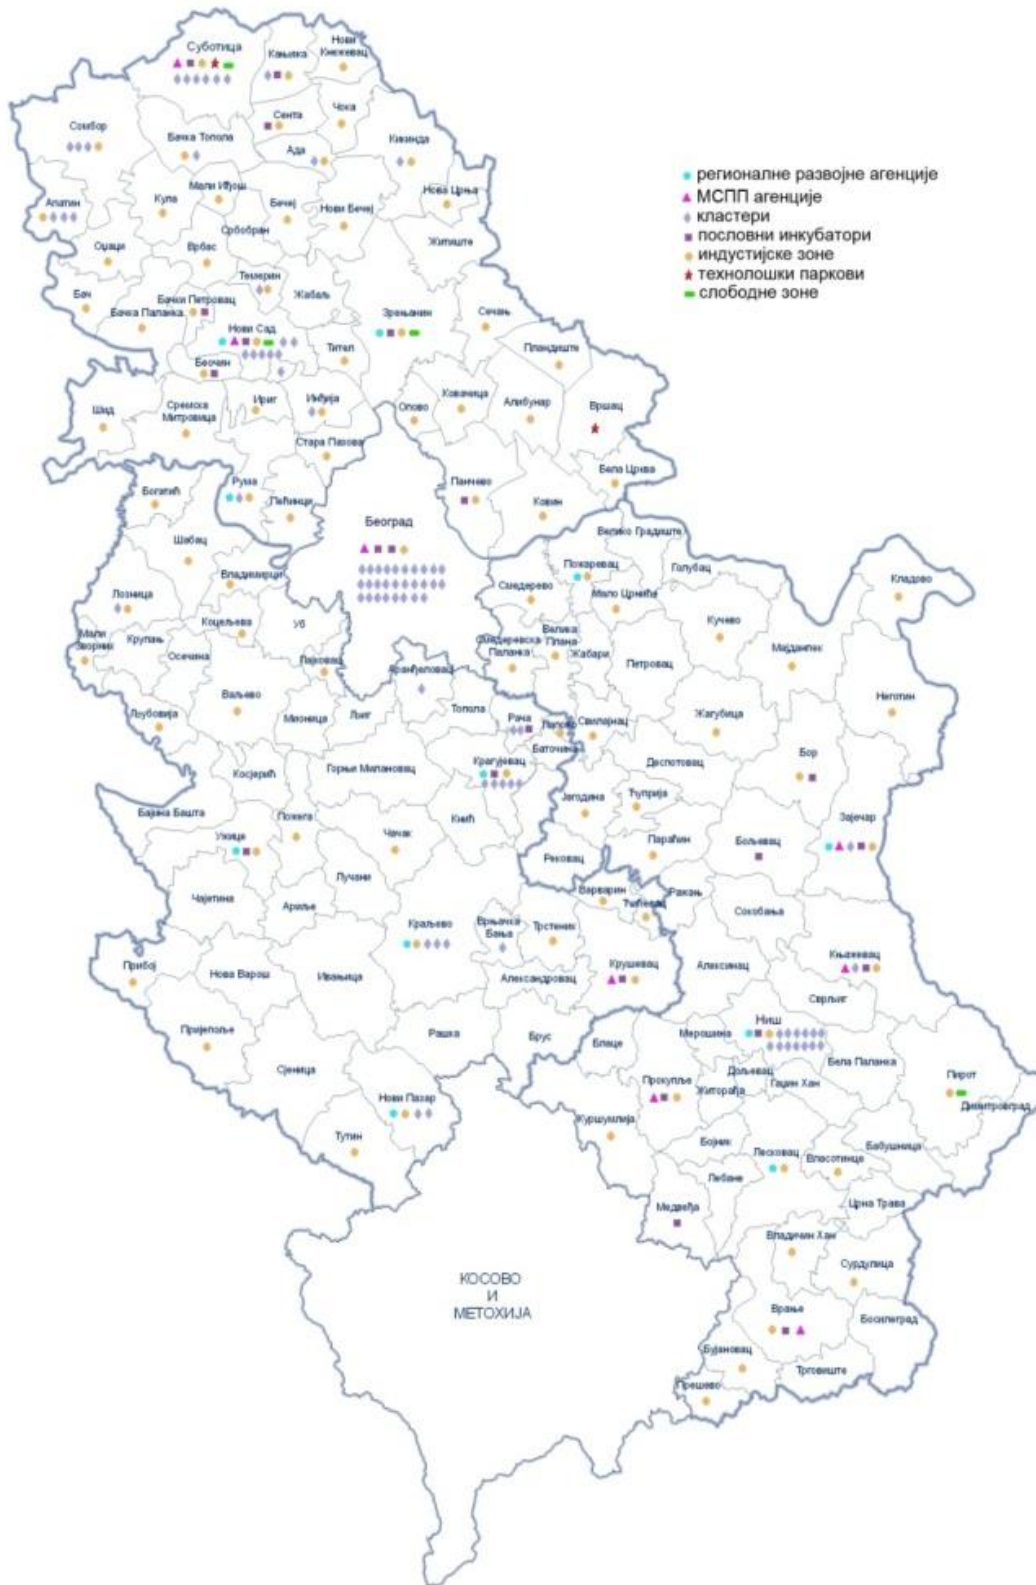 Суботица
Кањижа
Нови
Кнежевац
Сомбор
Бачка Топола
Сента
Чока
Ада
Кикинда
Апатин
Кула
Мали Иђош
Бечеј
Нови Бечеј
Нова Црња
Србобран
Житиште
Оџаци
Врбас
Темерин
Жабаљ
Бач
Бачка Паланка
Бачки Петровац
Нови Сад
Зрењанин
Сечањ
Тител
Пландиште
Беочин
Шид
Сремска
Митровица
Ириг
Инђија
Опово
Ковачица
Алибунар
Вршац
Стара Пазова
Бела Црква
Рума
Пећинци
Панчево
Ковин
регионалне развојне агенције
МСПП агенције
кластери
пословни инкубатори
индустијске зоне
технолошки паркови
слободне зоне
Богатић
Шабац
Београд
Владимирци
Лозница
Коцељева
Уб
Мали
Зворник
Крупањ
Осечина
Лајковац
Ваљево
Љубовија
Мионица
Љиг
Аранђеловац
Топола
Рача
Лапово
Баточина
Крагујевац
Велико Градиште
Голубац
Пожаревац
Смедерево
Мало Црниће
Кладово
Кучево
Смедеревска
Паланка
Велика
Плана
Жабари
Петровац
Мајданпек
Неготин
Свилајнац
Жагубица
Деспотовац
Бор
Косјерић
Горњи Милановац
Бајина Башта
Ужице
Пожега
Чачак
Кнић
Јагодина
Ћуприја
Параћин
Бољевац
Зајечар
Рековац
Лучани
Чајетина
Ариље
Варварин
Ћићевац
Ражањ
Сокобања
Краљево
Врњачка
Бања
Трстеник
Прибој
Нова Варош
Ивањица
Александровац
Крушевац
Алексинац
Књажевац
Сврљиг
Пријепоље
Рашка
Брус
Блаце
Мерошина
Ниш
Бела Паланка
Сјеница
Прокупље
Дољевац
Житорађа
Гаџин Хан
Пирот
Димитровград
Нови Пазар
Куршумлија
Тутин
Бојник
Лесковац
Власотинце
Бабушница
Лебане
Медвеђа
Црна Трава
Владичин Хан
Сурдулица
КОСОВО
И
МЕТОХИЈА
Врање
Босилеград
Бујановац
Трговиште
Прешево